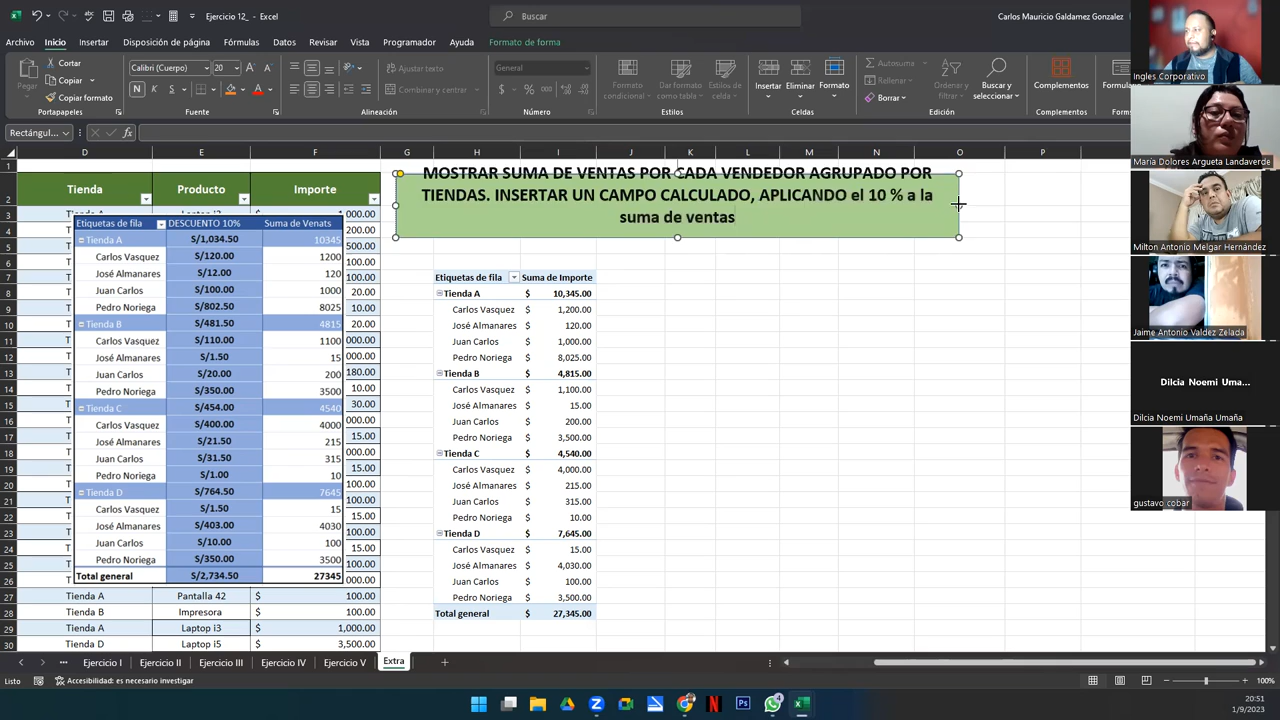 Ejercicio 12_ - Excel
Buscar
Carlos Mauricio Galdamez Gonzalez
Archivo Inicio Insertar Disposición de página Fórmulas Datos Revisar Vista Programador Ayuda Formato de forma
Pegar
Cortar
Copiar
Copiar formato
Portapapeles
Calibri (Cuerpo) 20
N K S
Fuente
Ajustar texto
Combinar y centrar
Alineación
General
Número
Formato condicional
Dar formato como tabla
Estilos de celda
Estilos
Insertar Eliminar Formato
Celdas
Autosuma
Rellenar
Borrar
Ordenar y filtrar
Buscar y seleccionar
Edición
Complementos
Complementos
Rectángul...
fx
D E F G H I J K L M N O P Q
MOSTRAR SUMA DE VENTAS POR CADA VENDEDOR AGRUPADO POR
TIENDAS. INSERTAR UN CAMPO CALCULADO, APLICANDO el 10 % a la
suma de ventas
Tienda Producto Importe
Etiquetas de fila DESCUENTO 10% Suma de Venats
Tienda A S/1,034.50 10345
Carlos Vasquez S/120.00 1200
José Almanares S/12.00 120
Juan Carlos S/100.00 1000
Pedro Noriega S/802.50 8025
Tienda B S/481.50 4815
Carlos Vasquez S/110.00 1100
José Almanares S/1.50 15
Juan Carlos S/20.00 200
Pedro Noriega S/350.00 3500
Tienda C S/454.00 4540
Carlos Vasquez S/400.00 4000
José Almanares S/21.50 215
Juan Carlos S/31.50 315
Pedro Noriega S/1.00 10
Tienda D S/764.50 7645
Carlos Vasquez S/1.50 15
José Almanares S/403.00 4030
Juan Carlos S/10.00 100
Pedro Noriega S/350.00 3500
Total general S/2,734.50 27345
Tienda A Pantalla 42 $ 100.00
Tienda B Impresora $ 100.00
Tienda A Laptop i3 $ 1,000.00
Tienda D Laptop i5 $ 3,500.00
Etiquetas de fila Suma de Importe
Tienda A $ 10,345.00
Carlos Vasquez $ 1,200.00
José Almanares $ 120.00
Juan Carlos $ 1,000.00
Pedro Noriega $ 8,025.00
Tienda B $ 4,815.00
Carlos Vasquez $ 1,100.00
José Almanares $ 15.00
Juan Carlos $ 200.00
Pedro Noriega $ 3,500.00
Tienda C $ 4,540.00
Carlos Vasquez $ 4,000.00
José Almanares $ 215.00
Juan Carlos $ 315.00
Pedro Noriega $ 10.00
Tienda D $ 7,645.00
Carlos Vasquez $ 15.00
José Almanares $ 4,030.00
Juan Carlos $ 100.00
Pedro Noriega $ 3,500.00
Total general $ 27,345.00
Ejercicio I Ejercicio II Ejercicio III Ejercicio IV Ejercicio V Extra
Listo Accesibilidad: es necesario investigar
100%
20:51
1/9/2023
Ingles Corporativo
María Dolores Argueta Landaverde
Milton Antonio Melgar Hernández
Jaime Antonio Valdez Zelada
Dilcia Noemi Uma...
Dilcia Noemi Umaña Umaña
gustavo cobar